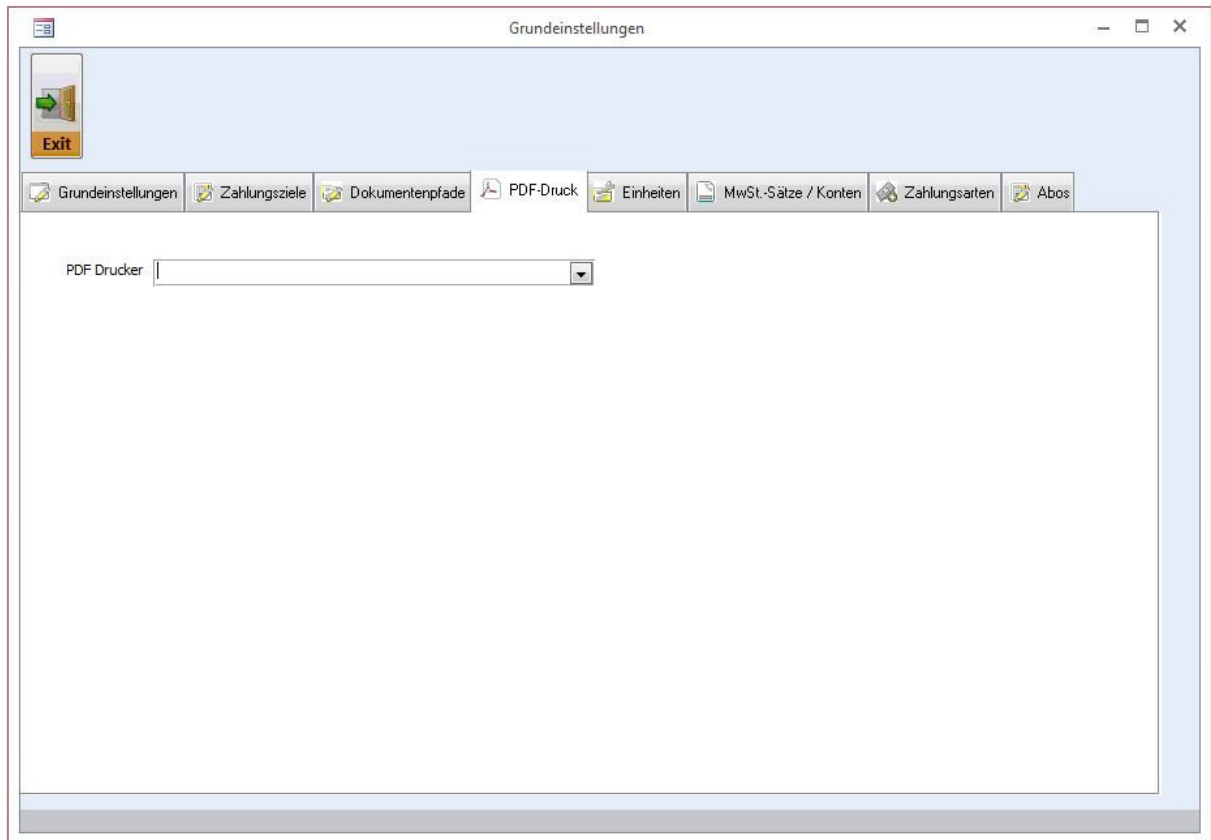 Grundeinstellungen
Exit
Grundeinstellungen Zahlungsziele Dokumentenpfade PDF-Druck Einheiten MwSt.-Sätze / Konten Zahlungsarten Abos
PDF Drucker